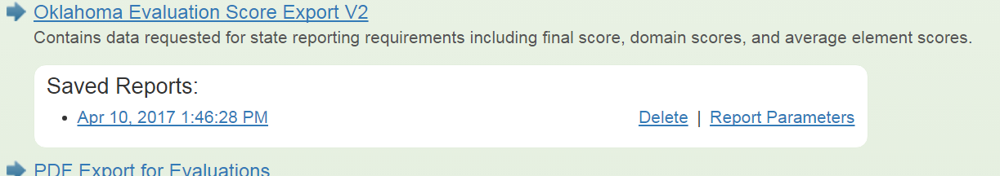 Oklahoma Evaluation Score Export V2
Contains data requested for state reporting requirements including final score, domain scores, and average element scores.
Saved Reports:
• Apr 10, 2017 1:46:28 PM Delete | Report Parameters
PDF Export for Evaluations